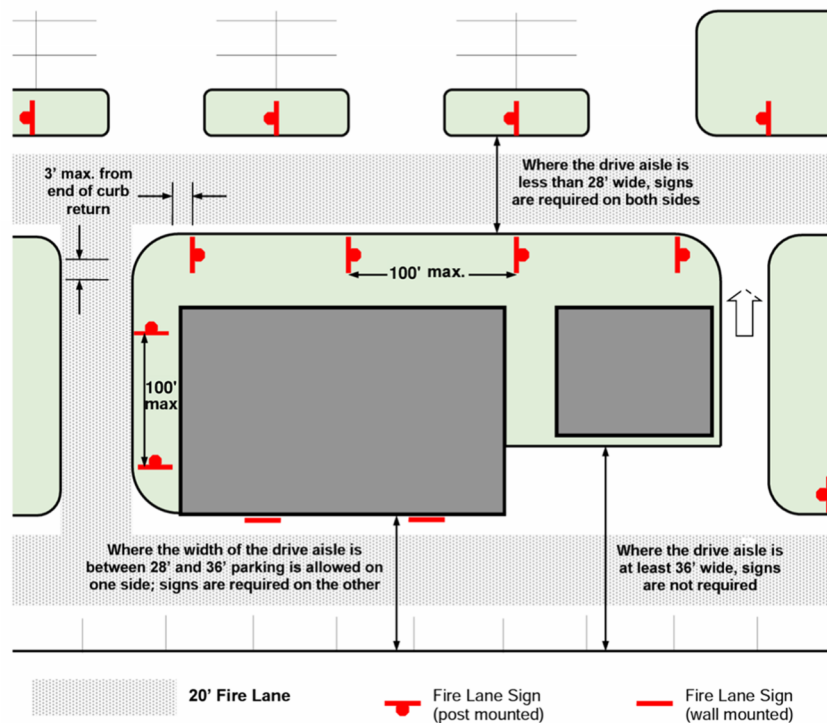 3' max. from
end of curb
return
Where the drive aisle is
less than 28' wide, signs
are required on both sides
100' max.
100'
max
Where the width of the drive aisle is
between 28' and 36' parking is allowed on
one side; signs are required on the other
Where the drive aisle is
at least 36' wide, signs
are not required
20' Fire Lane
Fire Lane Sign
(post mounted)
Fire Lane Sign
(wall mounted)